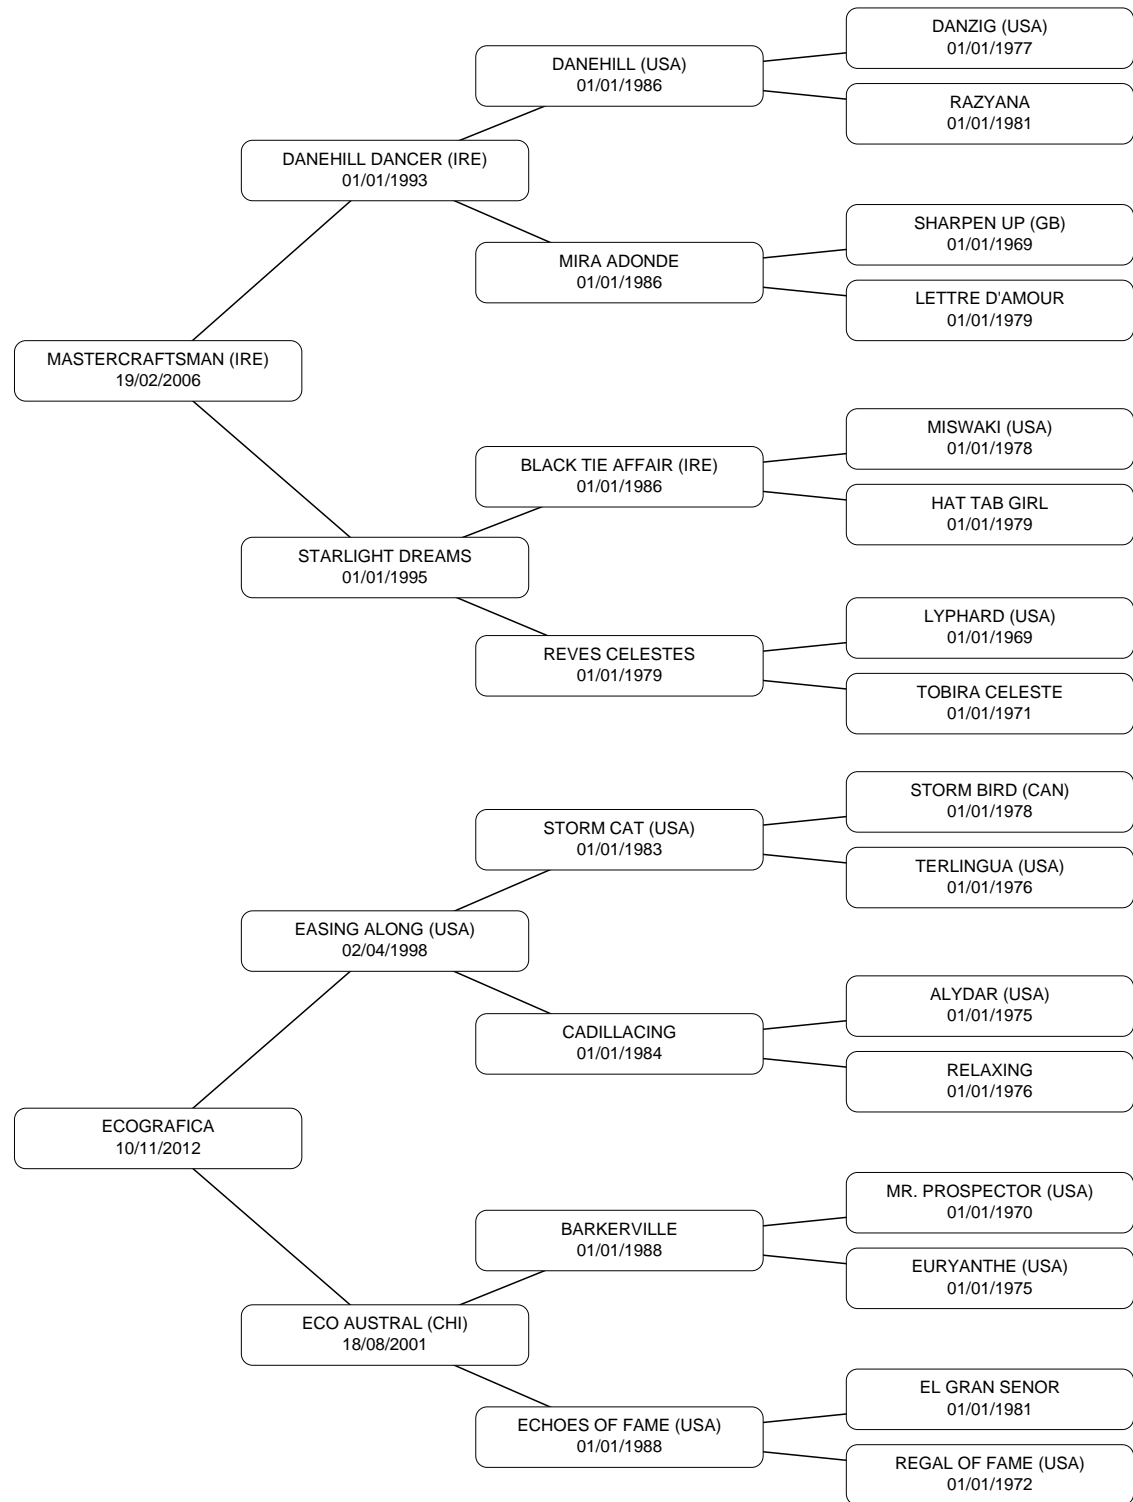 DANZIG (USA)
01/01/1977
DANEHILL (USA)
01/01/1986
RAZYANA
01/01/1981
DANEHILL DANCER (IRE)
01/01/1993
SHARPEN UP (GB)
01/01/1969
MIRA ADONDE
01/01/1986
LETTRE D'AMOUR
01/01/1979
MASTERCRAFTSMAN (IRE)
19/02/2006
MISWAKI (USA)
01/01/1978
BLACK TIE AFFAIR (IRE)
01/01/1986
HAT TAB GIRL
01/01/1979
STARLIGHT DREAMS
01/01/1995
LYPHARD (USA)
01/01/1969
REVES CELESTES
01/01/1979
TOBIRA CELESTE
01/01/1971
STORM BIRD (CAN)
01/01/1978
STORM CAT (USA)
01/01/1983
TERLINGUA (USA)
01/01/1976
EASING ALONG (USA)
02/04/1998
ALYDAR (USA)
01/01/1975
CADILLACING
01/01/1984
RELAXING
01/01/1976
ECOGRAFICA
10/11/2012
MR. PROSPECTOR (USA)
01/01/1970
BARKERVILLE
01/01/1988
EURYANTHE (USA)
01/01/1975
ECO AUSTRAL (CHI)
18/08/2001
EL GRAN SENOR
01/01/1981
ECHOES OF FAME (USA)
01/01/1988
REGAL OF FAME (USA)
01/01/1972